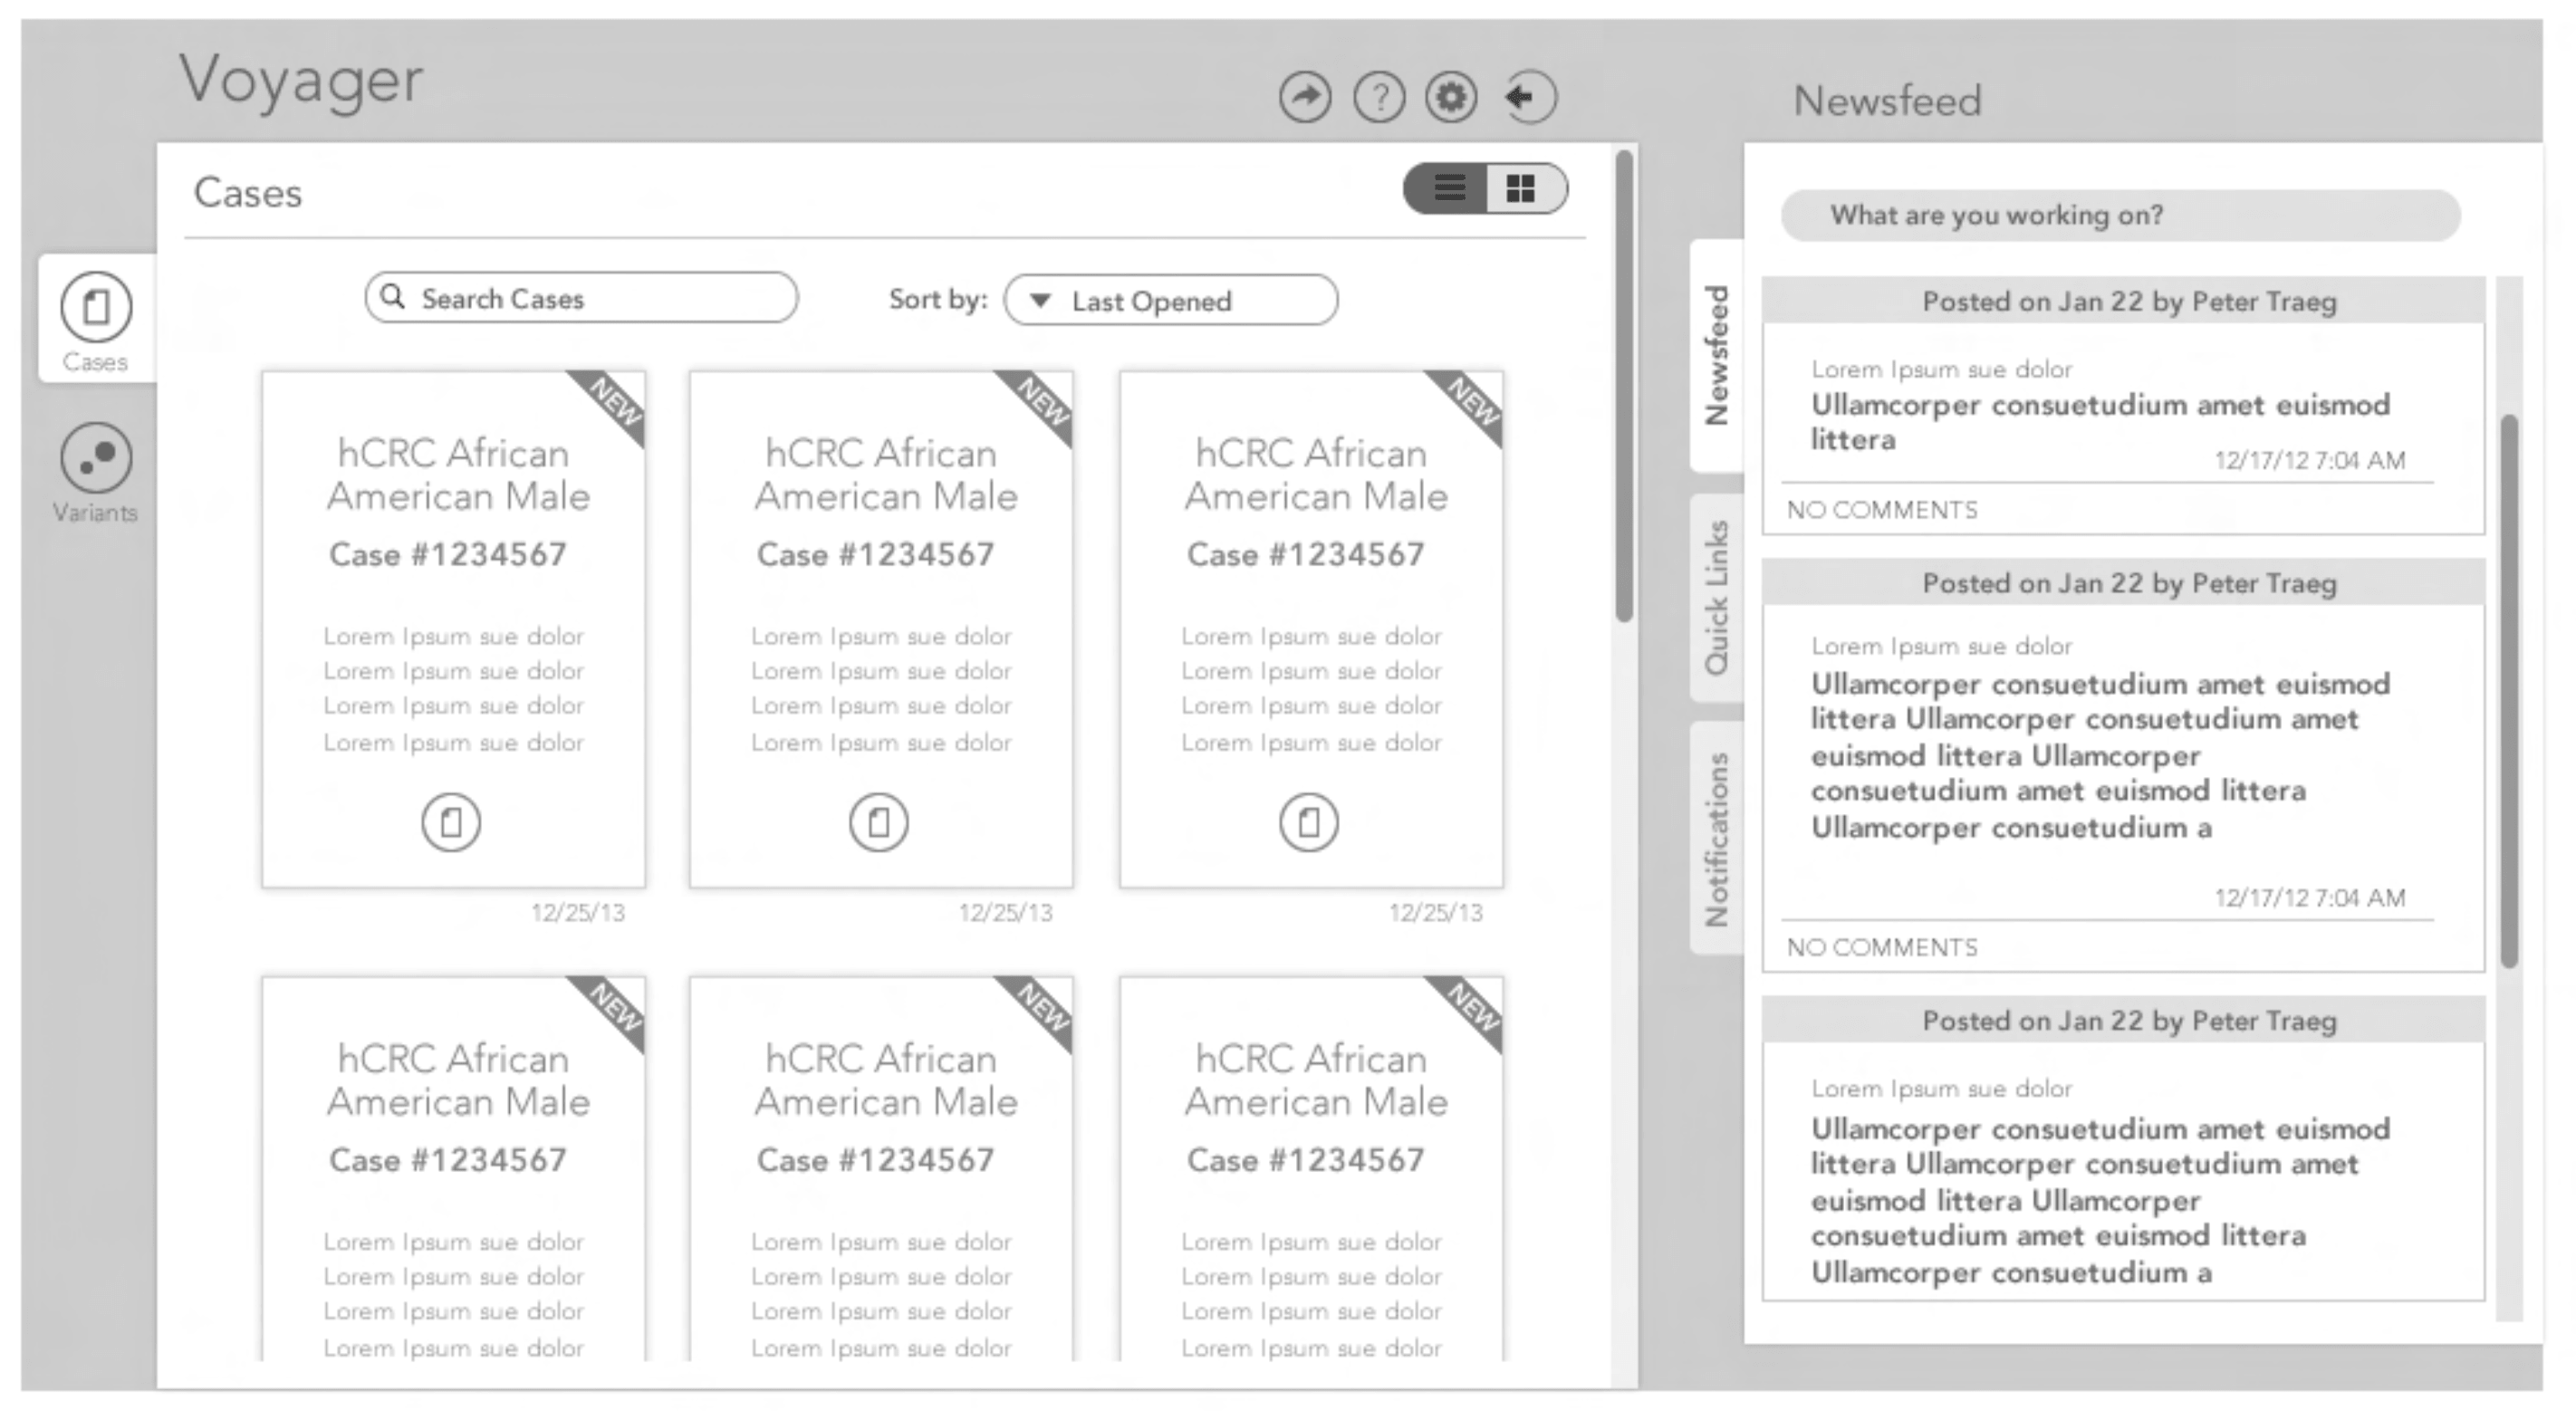 Voyager
Cases
Variants
Cases
Search Cases
Sort by:
Last Opened
NEW
hCRC African
American Male
Case #1234567
Lorem Ipsum sue dolor
Lorem Ipsum sue dolor
Lorem Ipsum sue dolor
Lorem Ipsum sue dolor
12/25/13
NEW
hCRC African
American Male
Case #1234567
Lorem Ipsum sue dolor
Lorem Ipsum sue dolor
Lorem Ipsum sue dolor
Lorem Ipsum sue dolor
12/25/13
NEW
hCRC African
American Male
Case #1234567
Lorem Ipsum sue dolor
Lorem Ipsum sue dolor
Lorem Ipsum sue dolor
Lorem Ipsum sue dolor
12/25/13
NEW
hCRC African
American Male
Case #1234567
Lorem Ipsum sue dolor
Lorem Ipsum sue dolor
Lorem Ipsum sue dolor
Lorem Ipsum sue dolor
NEW
hCRC African
American Male
Case #1234567
Lorem Ipsum sue dolor
Lorem Ipsum sue dolor
Lorem Ipsum sue dolor
Lorem Ipsum sue dolor
NEW
hCRC African
American Male
Case #1234567
Lorem Ipsum sue dolor
Lorem Ipsum sue dolor
Lorem Ipsum sue dolor
Lorem Ipsum sue dolor
Newsfeed
Newsfeed
Quick Links
Notifications
What are you working on?
Posted on Jan 22 by Peter Traeg
Lorem Ipsum sue dolor
Ullamcorper consuetudium amet euismod
littera
12/17/12 7:04 AM
NO COMMENTS
Posted on Jan 22 by Peter Traeg
Lorem Ipsum sue dolor
Ullamcorper consuetudium amet euismod
littera Ullamcorper consuetudium amet
euismod littera Ullamcorper
consuetudium amet euismod littera
Ullamcorper consuetudium a
12/17/12 7:04 AM
NO COMMENTS
Posted on Jan 22 by Peter Traeg
Lorem Ipsum sue dolor
Ullamcorper consuetudium amet euismod
littera Ullamcorper consuetudium amet
euismod littera Ullamcorper
consuetudium amet euismod littera
Ullamcorper consuetudium a